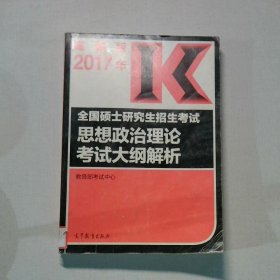 2017年
K
全国硕士研究生招生考试
思想政治理论
考试大纲解析
教育部考试中心
高等教育出版社